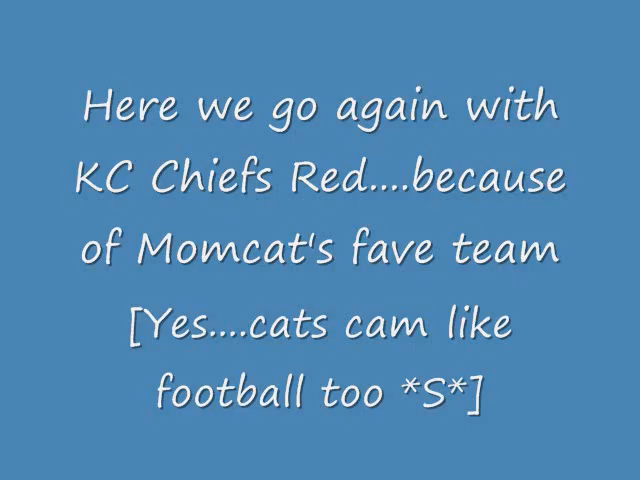 Here we go again with
KC Chiefs Red....because
of Momcat's fave team
[Yes....cats cam like
football too *S*]